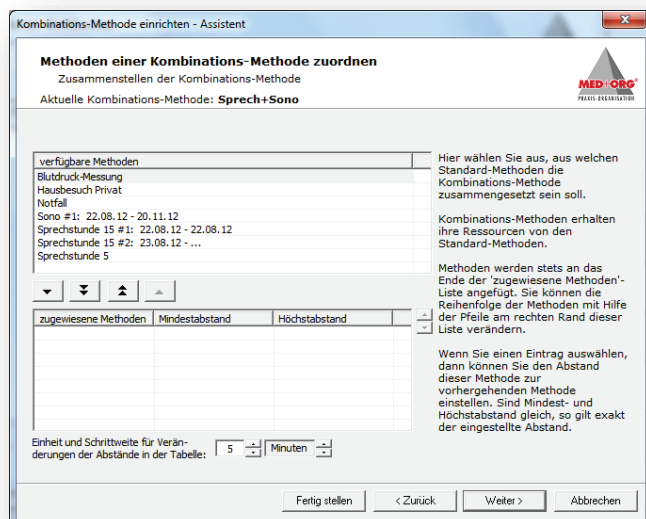 Kombinations-Methode einrichten - Assistent
Methoden einer Kombinations-Methode zuordnen
Zusammenstellen der Kombinations-Methode
Aktuelle Kombinations-Methode: Sprech+Sono
MED+ORG
PRAXIS-ORGANISATION
verfügbare Methoden
Blutdruck-Messung
Hausbesuch Privat
Notfall
Sono #1: 22.08.12 - 20.11.12
Sprechstunde 15 #1: 22.08.12 - 22.08.12
Sprechstunde 15 #2: 23.08.12 - ...
Sprechstunde 5
zugewiesene Methoden Mindestabstand Höchstabstand
Einheit und Schrittweite für Verän-
derungen der Abstände in der Tabelle: 5 Minuten
Hier wählen Sie aus, aus welchen
Standard-Methoden die
Kombinations-Methode
zusammengesetzt sein soll.
Kombinations-Methoden erhalten
ihre Ressourcen von den
Standard-Methoden.
Methoden werden stets an das
Ende der 'zugewiesene Methoden'-
Liste angefügt. Sie können die
Reihenfolge der Methoden mit Hilfe
der Pfeile am rechten Rand dieser
Liste verändern.
Wenn Sie einen Eintrag auswählen,
dann können Sie den Abstand
dieser Methode zur
vorhergehenden Methode
einstellen. Sind Mindest- und
Höchstabstand gleich, so gilt exakt
der eingestellte Abstand.
Fertig stellen
< Zurück
Weiter >
Abbrechen